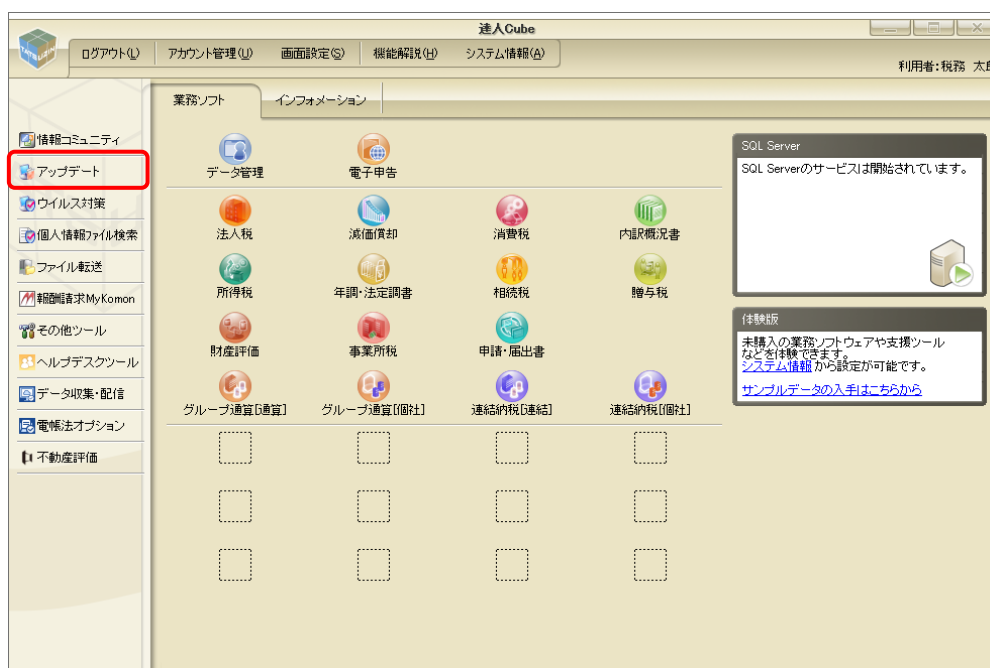 達人Cube
TATSUJIN
ログアウト(L) アカウント管理(U) 画面設定(S) 機能解説(H) システム情報(A)
利用者:税務 太郎
業務ソフト インフォメーション
情報コミュニティ
アップデート
ウイルス対策
個人情報ファイル検索
ファイル転送
報酬請求MyKomon
その他ツール
ヘルプデスクツール
データ収集・配信
電帳法オプション
不動産評価
データ管理 電子申告
法人税 減価償却 消費税 内訳概況書
所得税 年調・法定調書 相続税 贈与税
財産評価 事業所税 申請・届出書
グループ通算[通算] グループ通算[個社] 連結納税[連結] 連結納税[個社]
SQL Server
SQL Serverのサービスは開始されています。
体験版
未購入の業務ソフトウェアや支援ツール
などを体験できます。
システム情報 から設定が可能です。
サンプルデータの入手はこちらから